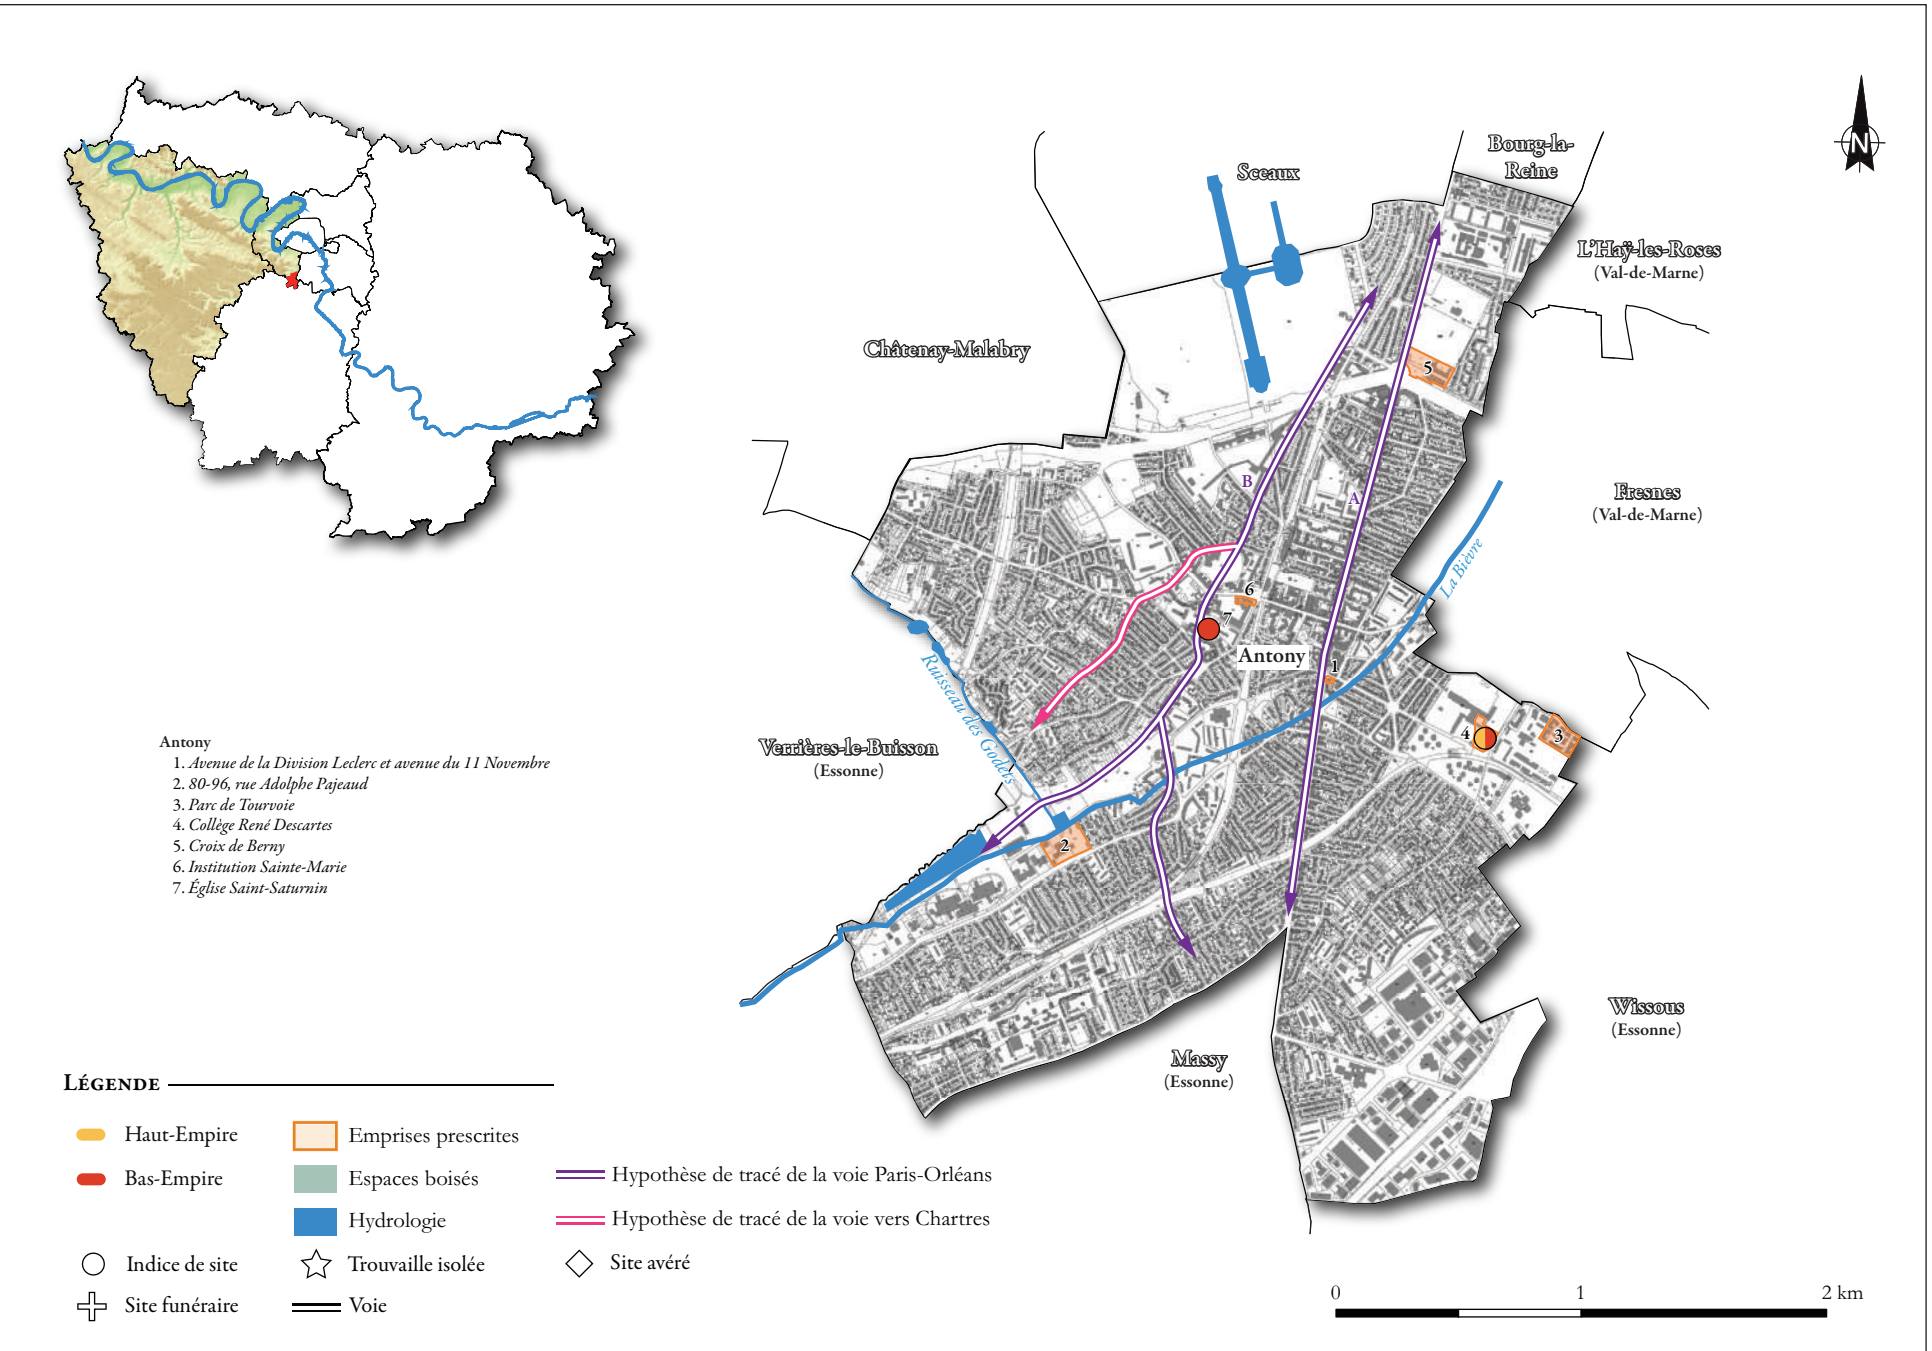 N
Bourg-la-
Reine
Sceaux
L'Haÿ-les-Roses
(Val-de-Marne)
Châtenay-Malabry
5
B
A
Fresnes
(Val-de-Marne)
La Bièvre
6
7
Antony
1
Ruisseau des Godets
4
3
Verrières-le-Buisson
(Essonne)
2
Wissous
(Essonne)
Massy
(Essonne)
Antony
1. Avenue de la Division Leclerc et avenue du 11 Novembre
2. 80-96, rue Adolphe Pajeaud
3. Parc de Tourvoie
4. Collège René Descartes
5. Croix de Berny
6. Institution Sainte-Marie
7. Église Saint-Saturnin
LÉGENDE
Haut-Empire
Bas-Empire
Indice de site
Site funéraire
Emprises prescrites
Espaces boisés
Hydrologie
Trouvaille isolée
Voie
Hypothèse de tracé de la voie Paris-Orléans
Hypothèse de tracé de la voie vers Chartres
Site avéré
0 1 2 km